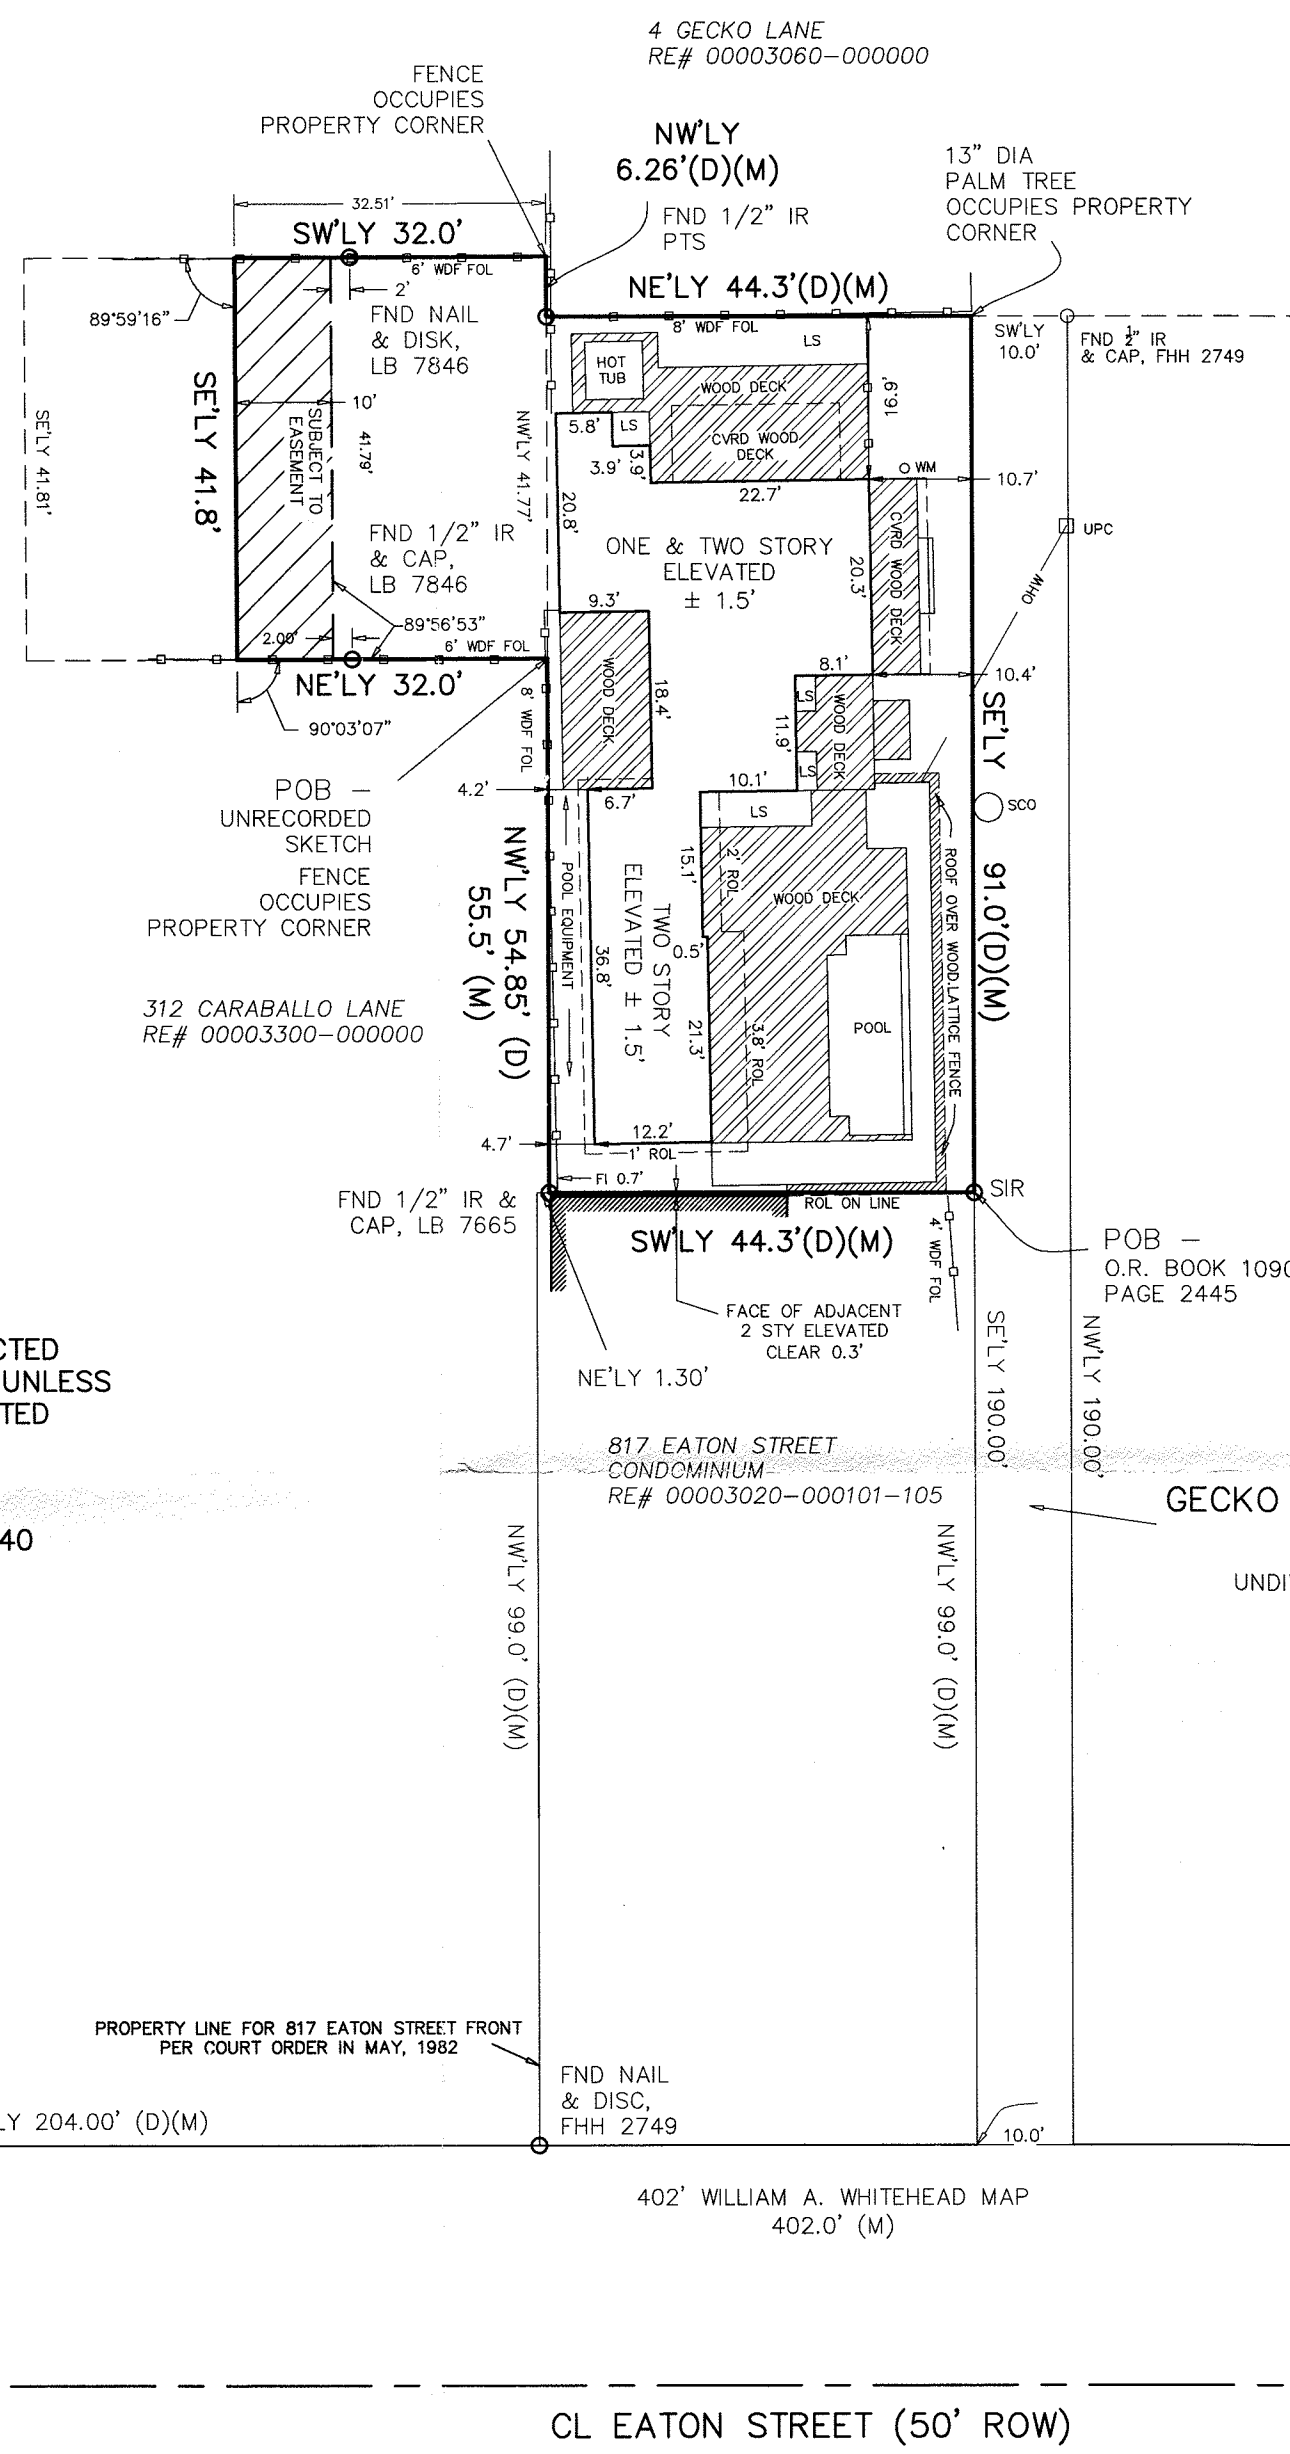 4 GECKO LANE
RE# 00003060-000000
FENCE
OCCUPIES
PROPERTY CORNER
NW'LY
6.26'(D)(M)
FND 1/2" IR
PTS
13" DIA
PALM TREE
OCCUPIES PROPERTY
CORNER
32.51'
SW'LY 32.0'
6' WDF FOL
2'
89°59'16"
FND NAIL
& DISK,
LB 7846
NE'LY 44.3'(D)(M)
8' WDF FOL
LS
SW'LY
10.0'
FND 1/2" IR
& CAP, FHH 2749
HOT
TUB
WOOD DECK
19.9'
SE'LY 41.81'
SE'LY 41.8'
10'
SUBJECT TO
EASEMENT
41.79'
NW'LY 41.77'
5.8'
LS
CVRD WOOD
DECK
3.9'
3.9'
22.7'
WM
10.7'
20.8'
FND 1/2" IR
& CAP,
LB 7846
ONE & TWO STORY
ELEVATED
± 1.5'
CVRD WOOD DECK
20.3'
UPC
OHW
9.3'
89°56'53"
2.00'
6' WDF FOL
NE'LY 32.0'
90°03'07"
8' WDF FOL
WOOD DECK
18.4'
8.1'
10.4'
LS
WOOD DECK
11.9'
LS
SE'LY 91.0'(D)(M)
POB -
UNRECORDED
SKETCH
FENCE
OCCUPIES
PROPERTY CORNER
4.2'
6.7'
10.1'
LS
SCO
NW'LY 54.85' (D)
55.5' (M)
POOL EQUIPMENT
36.8'
TWO STORY
ELEVATED ± 1.5'
15.1'
2' ROL
WOOD DECK
0.5'
21.3'
3.8' ROL
POOL
ROOF OVER WOOD LATTICE FENCE
312 CARABALLO LANE
RE# 00003300-000000
4.7'
12.2'
1' ROL
FI 0.7'
FND 1/2" IR &
CAP, LB 7665
ROL ON LINE
SIR
SW'LY 44.3'(D)(M)
4' WDF FOL
POB -
O.R. BOOK 1090
PAGE 2445
FACE OF ADJACENT
2 STY ELEVATED
CLEAR 0.3'
NE'LY 1.30'
SE'LY 190.00'
NW'LY 190.00'
CTED
UNLESS
TED
817 EATON STREET
CONDOMINIUM
RE# 00003020-000101-105
GECKO
40
UNDI
NW'LY 99.0' (D)(M)
NW'LY 99.0' (D)(M)
PROPERTY LINE FOR 817 EATON STREET FRONT
PER COURT ORDER IN MAY, 1982
FND NAIL
& DISC,
FHH 2749
LY 204.00' (D)(M)
10.0'
402' WILLIAM A. WHITEHEAD MAP
402.0' (M)
CL EATON STREET (50' ROW)